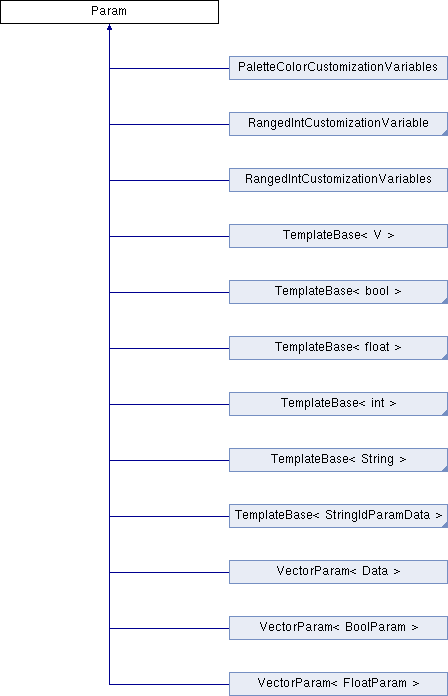 Param
PaletteColorCustomizationVariables
RangedIntCustomizationVariable
RangedIntCustomizationVariables
TemplateBase< V >
TemplateBase< bool >
TemplateBase< float >
TemplateBase< int >
TemplateBase< String >
TemplateBase< StringIdParamData >
VectorParam< Data >
VectorParam< BoolParam >
VectorParam< FloatParam >